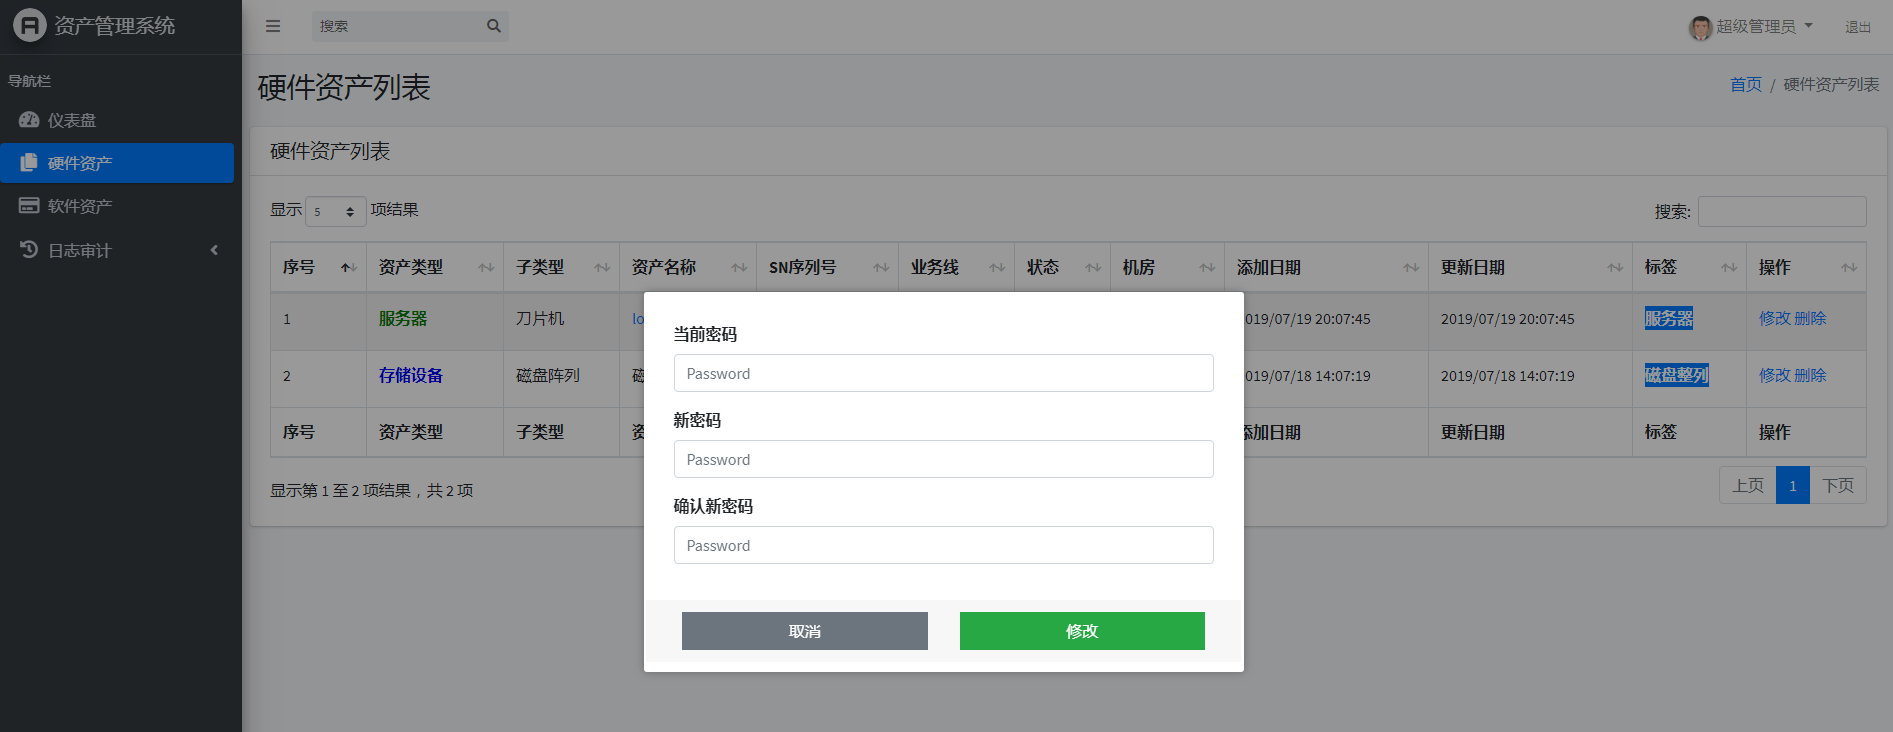 资产管理系统
搜索
超级管理员
退出
导航栏
仪表盘
硬件资产
软件资产
日志审计
硬件资产列表
首页 / 硬件资产列表
硬件资产列表
显示 5 项结果
搜索:
序号 资产类型 子类型 资产名称 SN序列号 业务线 状态 机房 添加日期 更新日期 标签 操作
1 服务器 刀片机 lo 019/07/19 20:07:45 2019/07/19 20:07:45 服务器 修改 删除
2 存储设备 磁盘阵列 磁 019/07/18 14:07:19 2019/07/18 14:07:19 磁盘整列 修改 删除
序号 资产类型 子类型 资 添加日期 更新日期 标签 操作
显示第 1 至 2 项结果，共 2 项
上页 1 下页
当前密码
Password
新密码
Password
确认新密码
Password
取消 修改